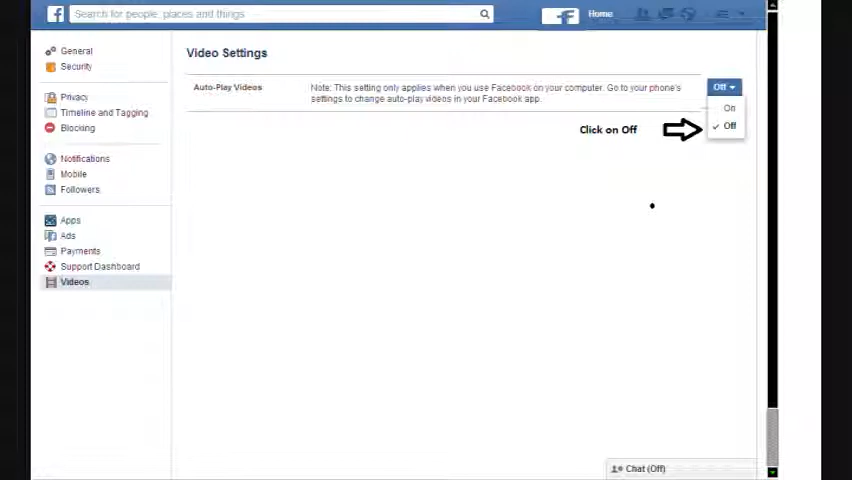 Search for people, places and things
Home
General
Security
Privacy
Timeline and Tagging
Blocking
Notifications
Mobile
Followers
Apps
Ads
Payments
Support Dashboard
Videos
Video Settings
Auto-Play Videos
Note: This setting only applies when you use Facebook on your computer. Go to your phone's
settings to change auto-play videos in your Facebook app.
Off
On
Off
Click on Off
Chat (Off)